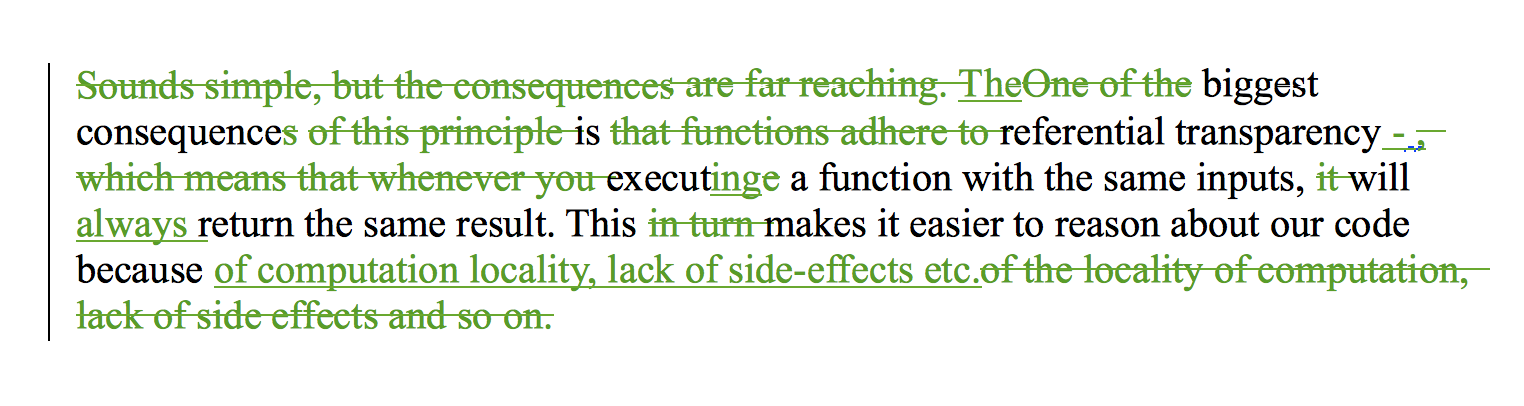 Sounds simple, but the consequences are far reaching. TheOne of the biggest
consequences of this principle is that functions adhere to referential transparency - ,
which means that whenever you executinge a function with the same inputs, it will
always return the same result. This in turn makes it easier to reason about our code
because of computation locality, lack of side-effects etc.of the locality of computation,
lack of side effects and so on.